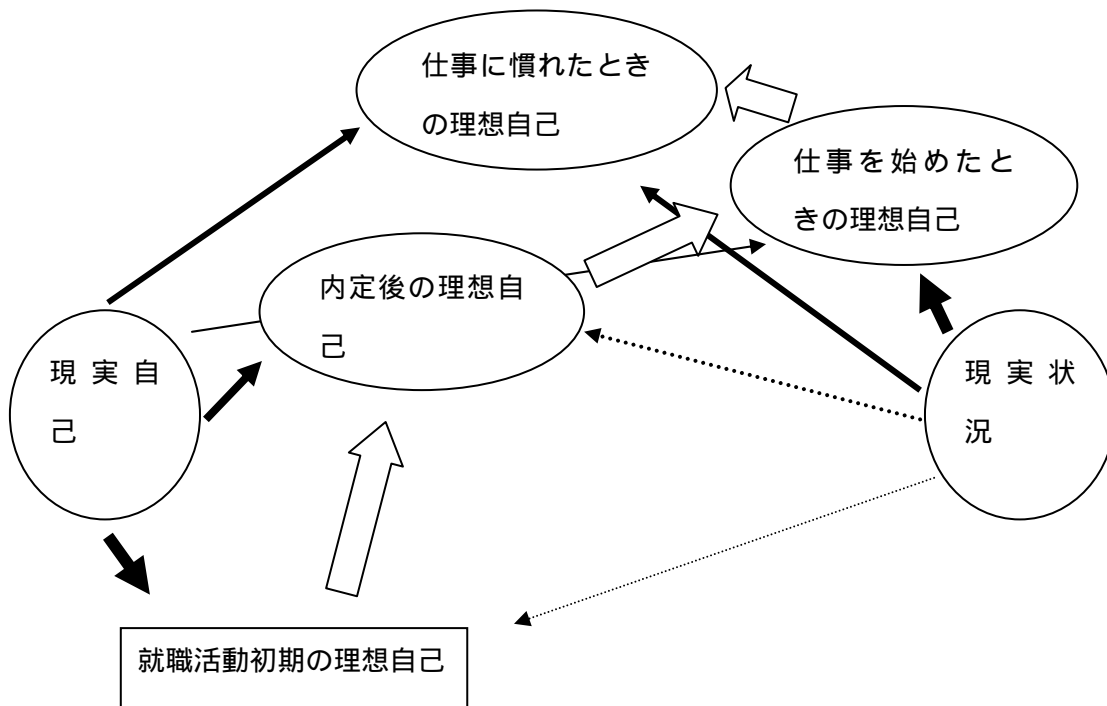 仕事に慣れたとき
の理想自己
仕事を始めたと
きの理想自己
内定後の理想自
己
現実自
己
現実状
況
就職活動初期の理想自己